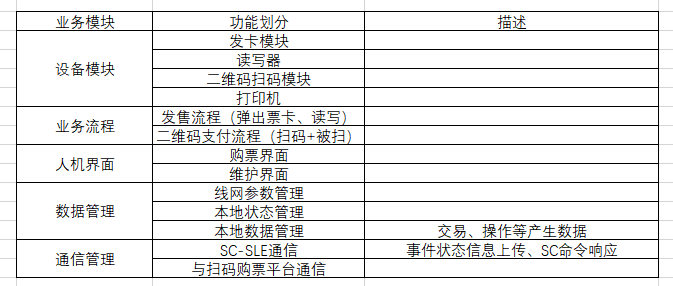 业务模块 功能划分 描述
设备模块 发卡模块
读写器
二维码扫码模块
打印机
业务流程 发售流程（弹出票卡、读写）
二维码支付流程（扫码+被扫）
人机界面 购票界面
维护界面
数据管理 线网参数管理
本地状态管理
本地数据管理 交易、操作等产生数据
通信管理 SC-SLE通信 事件状态信息上传、SC命令响应
与扫码购票平台通信